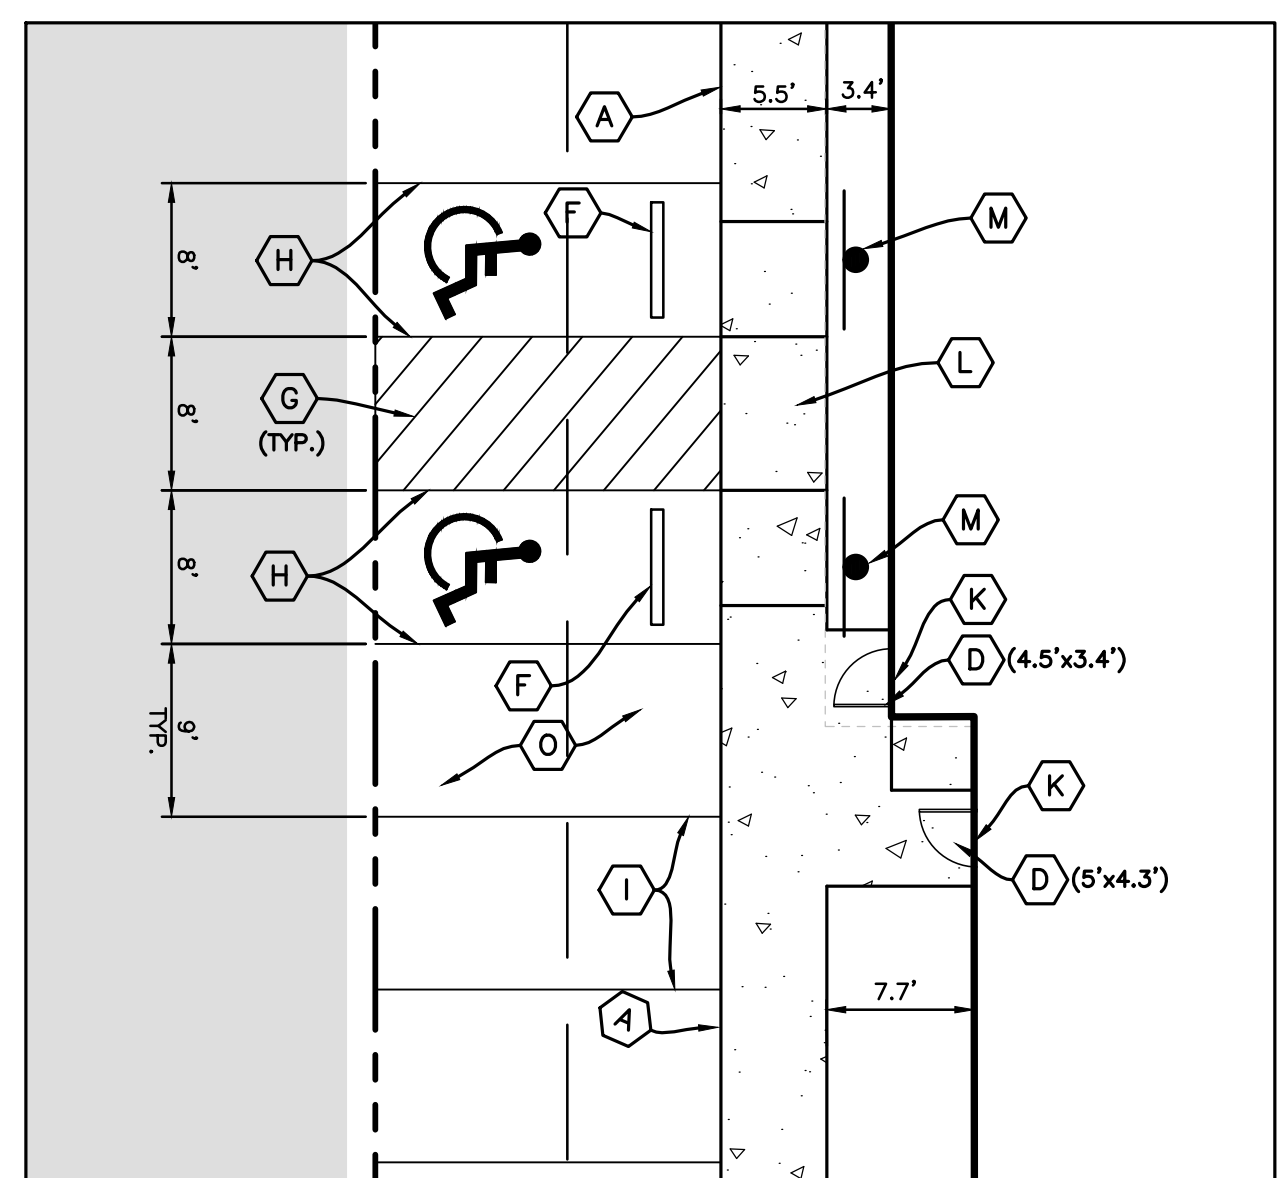 5.5' 3.4'
A
F
M
H
8'
L
G
(TYP.)
8'
M
H
8'
K
D (4.5'x3.4')
F
9'
TYP.
O
K
I
D (5'x4.3')
7.7'
A